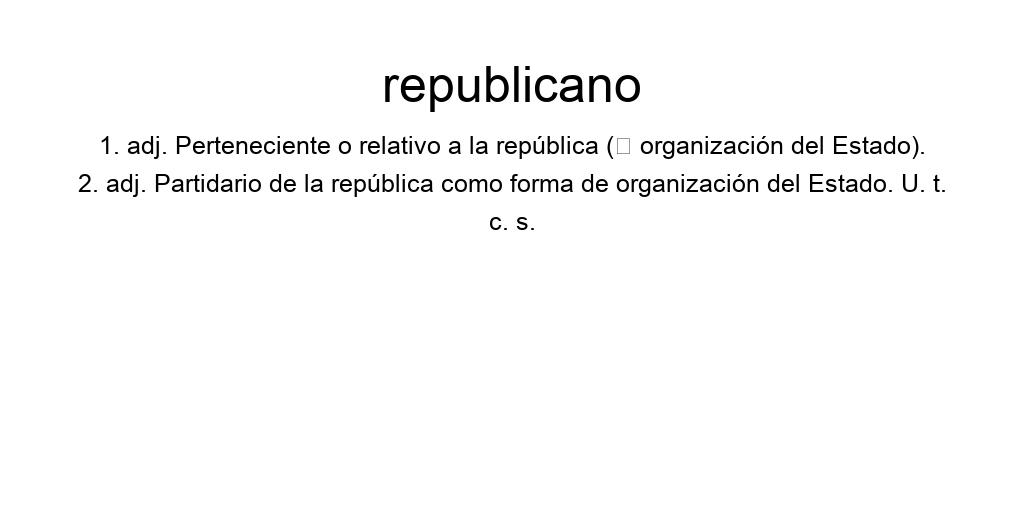 republicano
1. adj. Perteneciente o relativo a la república (□ organización del Estado).
2. adj. Partidario de la república como forma de organización del Estado. U. t.
c. s.